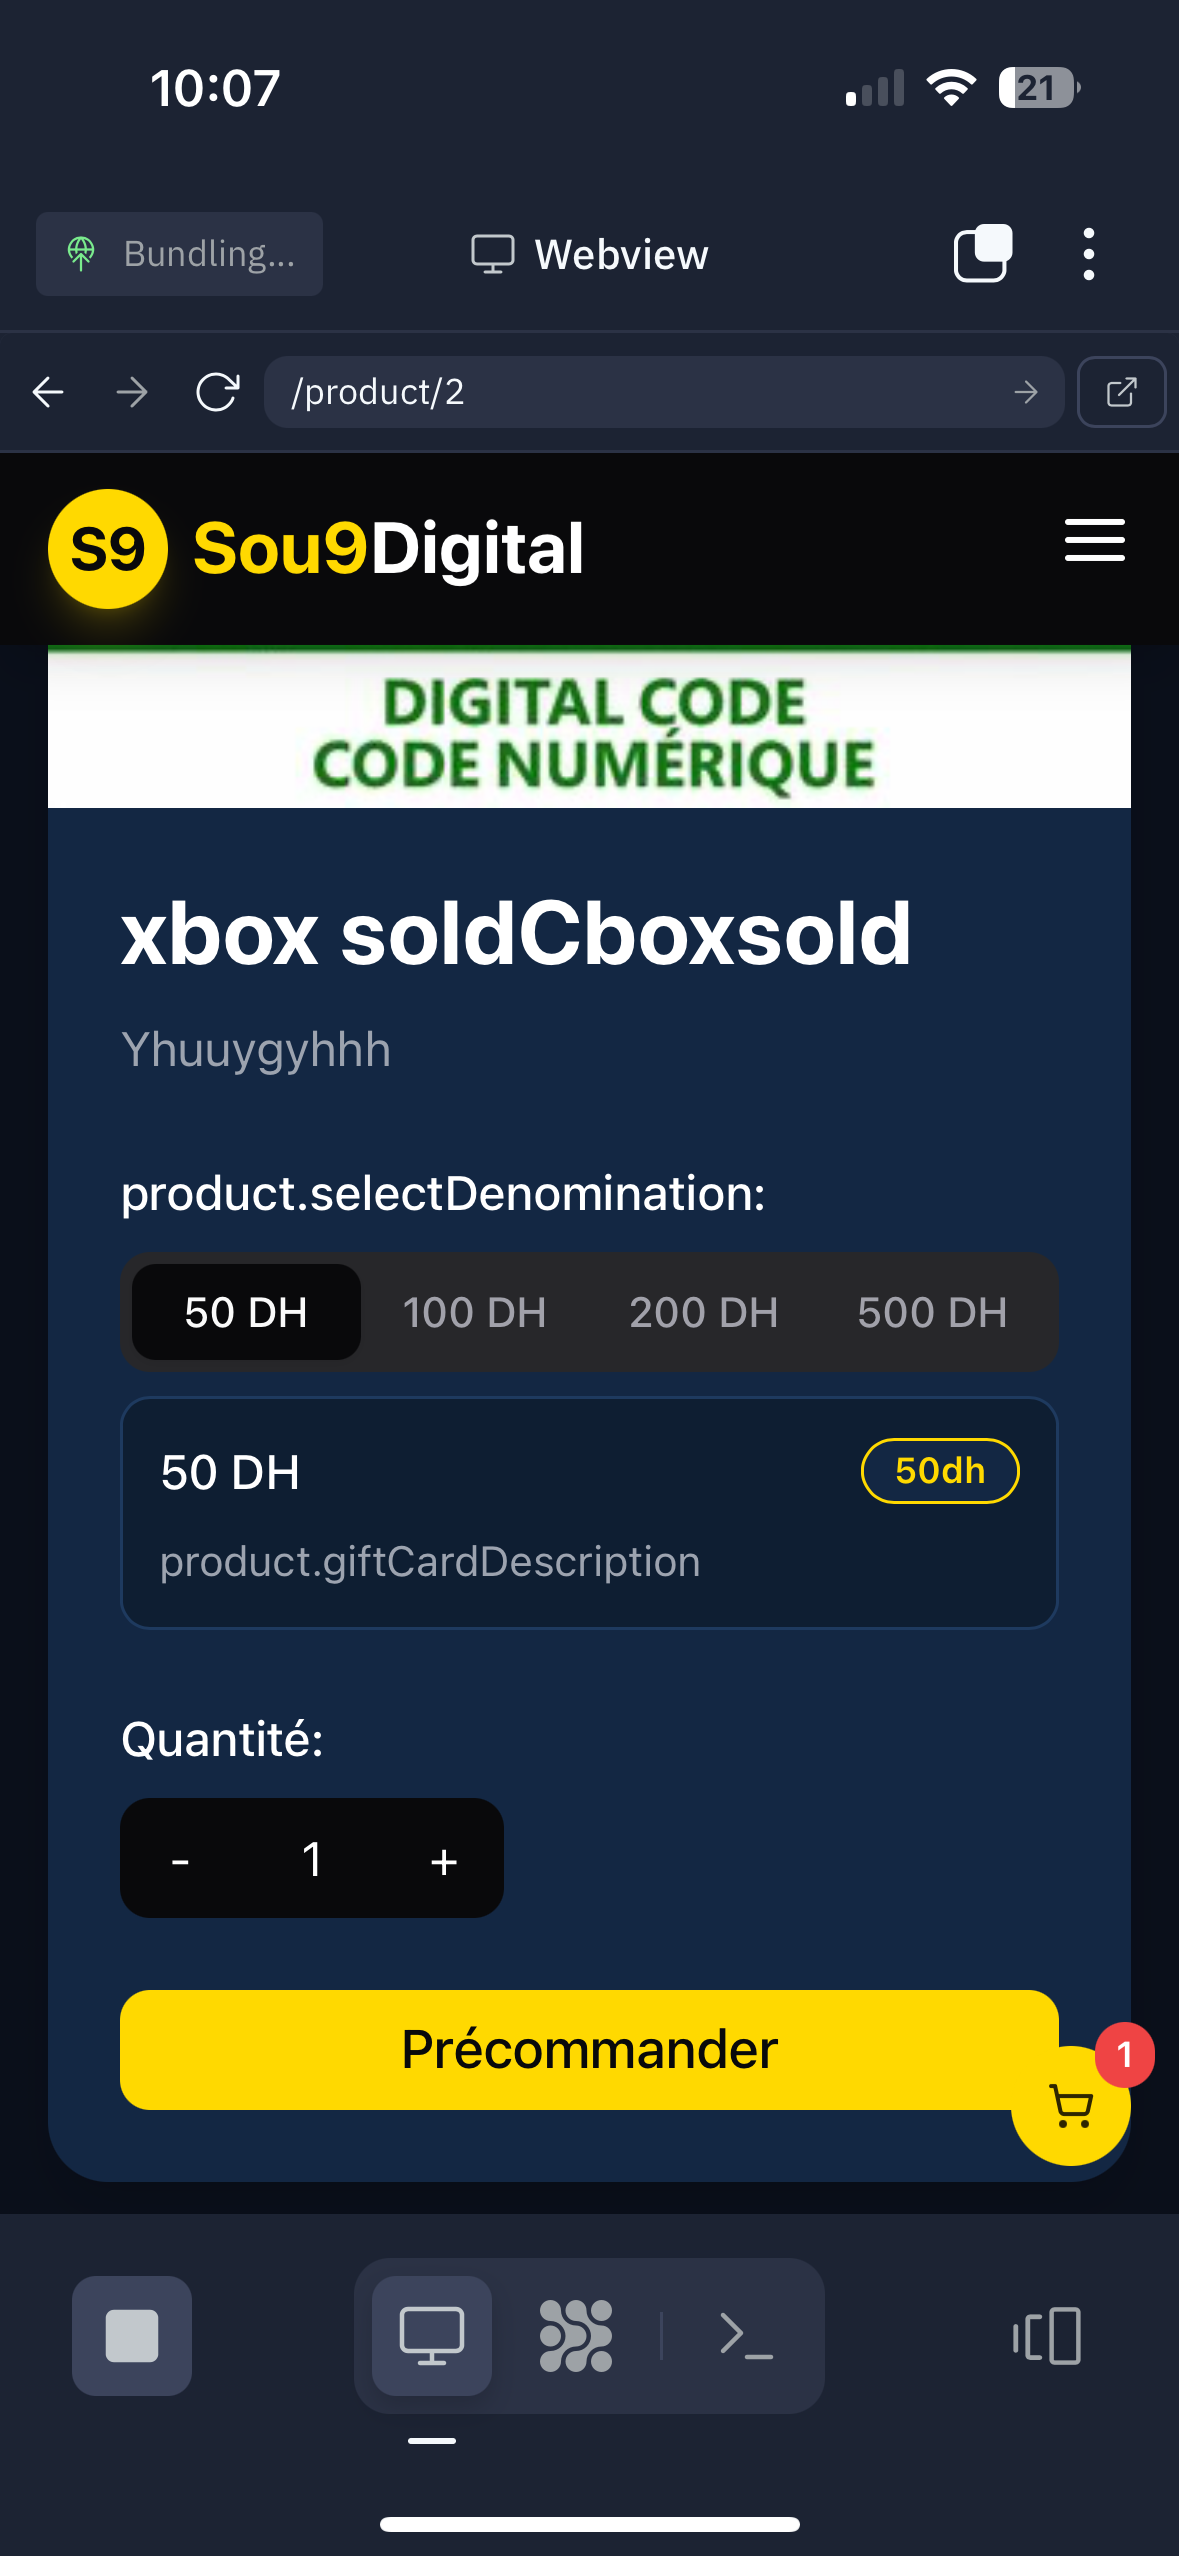 10:07
21
Bundling...
Webview
/product/2
S9 Sou9Digital
DIGITAL CODE
CODE NUMÉRIQUE
xbox soldCboxsold
Yhuuygyhhh
product.selectDenomination:
50 DH 100 DH 200 DH 500 DH
50 DH 50dh
product.giftCardDescription
Quantité:
- 1 +
Précommander
1